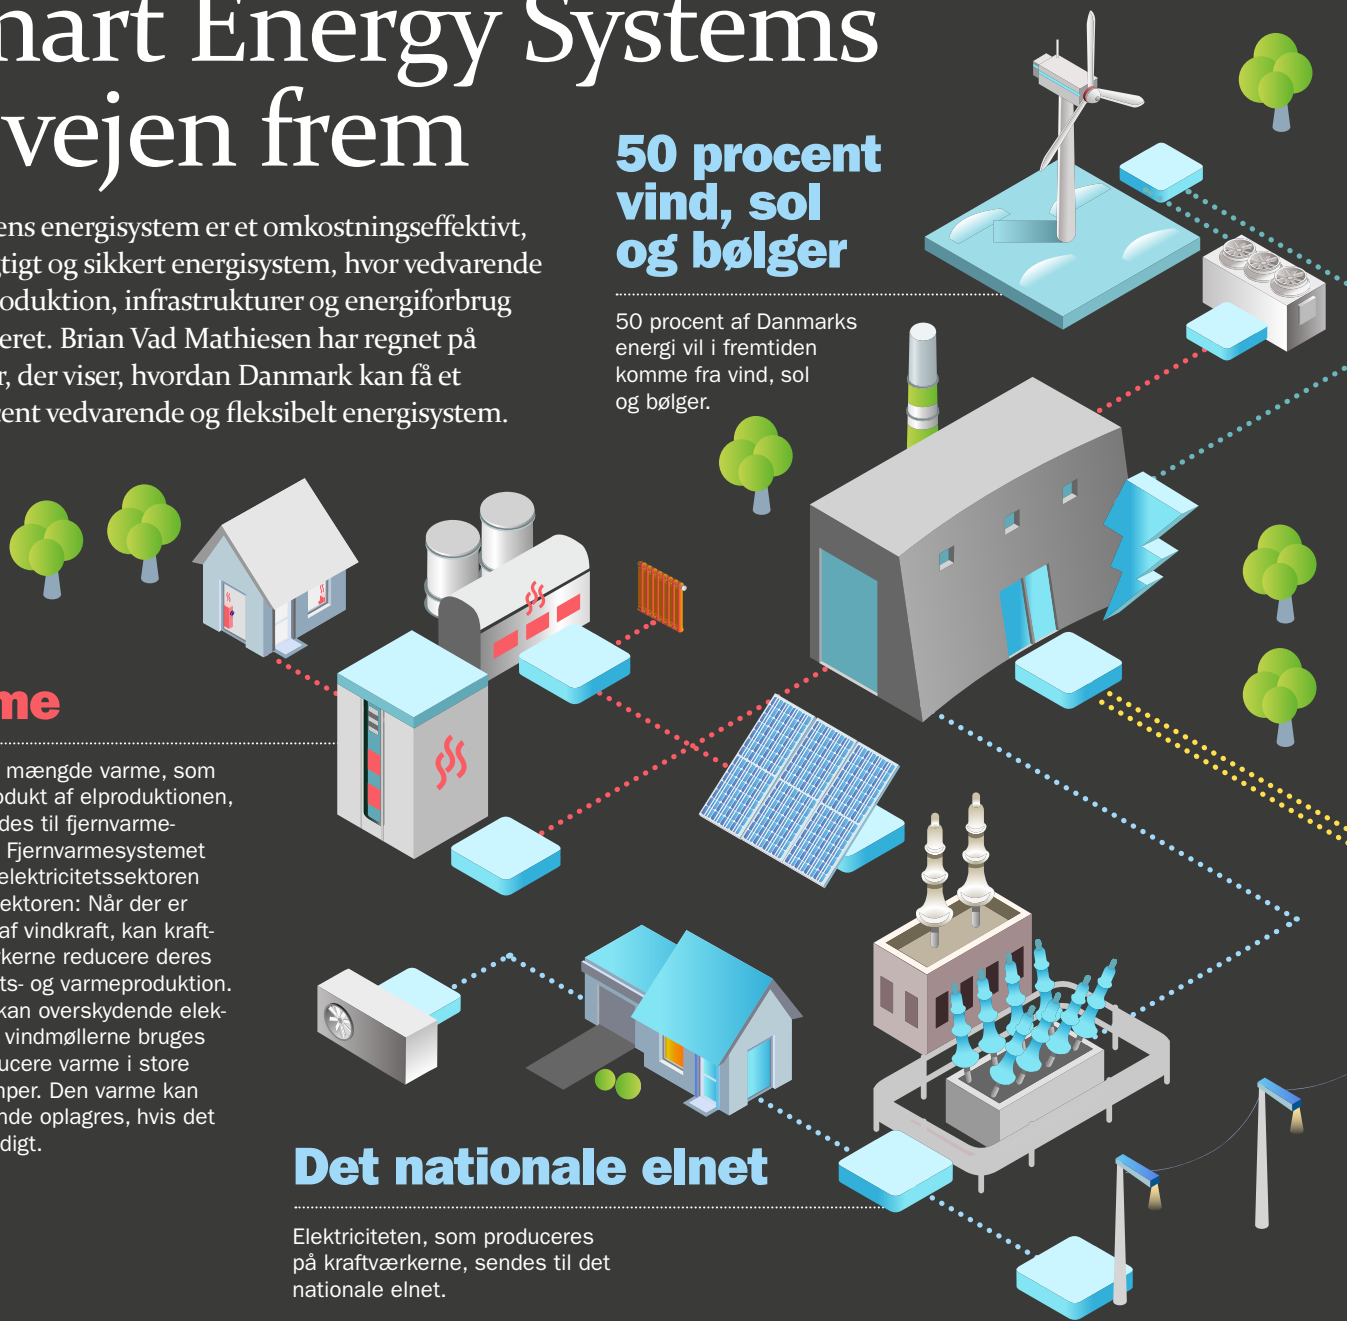 mart Energy Systems
vejen frem
ens energisystem er et omkostningseffektivt,
gtigt og sikkert energisystem, hvor vedvarende
oduktion, infrastrukturer og energiforbrug
eret. Brian Vad Mathiesen har regnet på
r, der viser, hvordan Danmark kan få et
cent vedvarende og fleksibelt energisystem.
50 procent
vind, sol
og bølger
50 procent af Danmarks
energi vil i fremtiden
komme fra vind, sol
og bølger.
me
mængde varme, som
odukt af elproduktionen,
des til fjernvarme-
Fjernvarmesystemet
elektricitetssektoren
ektoren: Når der er
af vindkraft, kan kraft-
rkerne reducere deres
ts- og varmeproduktion.
kan overskydende elek-
vindmøllerne bruges
ucere varme i store
mper. Den varme kan
nde oplagres, hvis det
digt.
Det nationale elnet
Elektriciteten, som produceres
på kraftværkerne, sendes til det
nationale elnet.